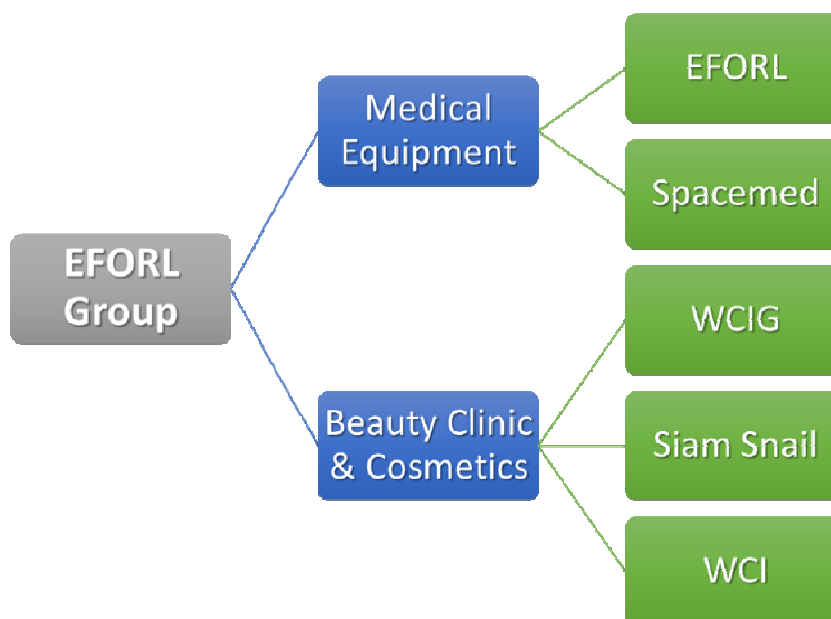 EFORL
Group
Medical
Equipment
EFORL
Spacemed
Beauty Clinic
& Cosmetics
WCIG
Siam Snail
WCI